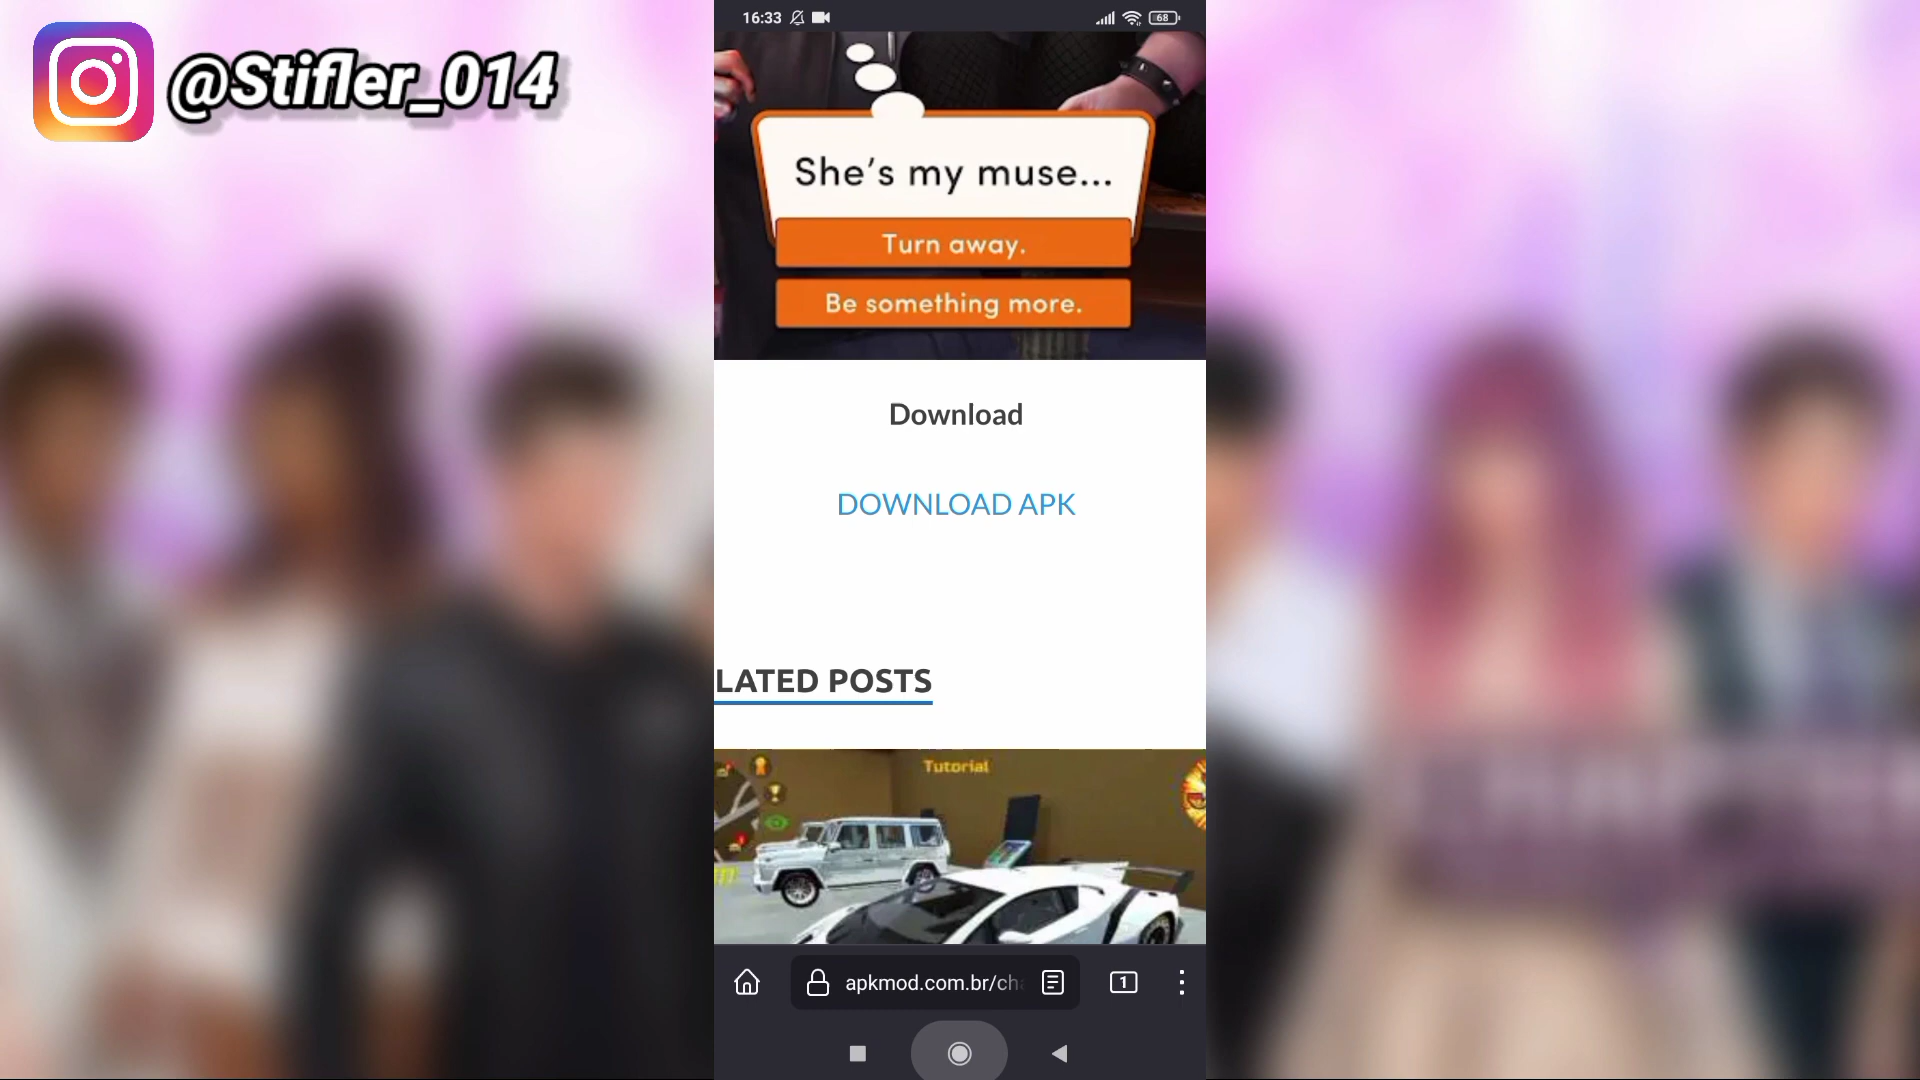 @Stifler_014
16:33
68
She's my muse...
Turn away.
Be something more.
Download
DOWNLOAD APK
LATED POSTS
Tutorial
apkmod.com.br/ch
1